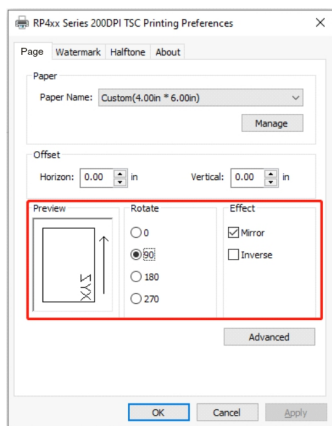 RP4xx Series 200DPI TSC Printing Preferences
Page Watermark Halftone About
Paper
Paper Name: Custom(4.00in * 6.00in)
Manage
Offset
Horizon: 0.00 in Vertical: 0.00 in
Preview Rotate Effect
XYZ
0 Mirror
90 Inverse
180
270
Advanced
OK Cancel Apply